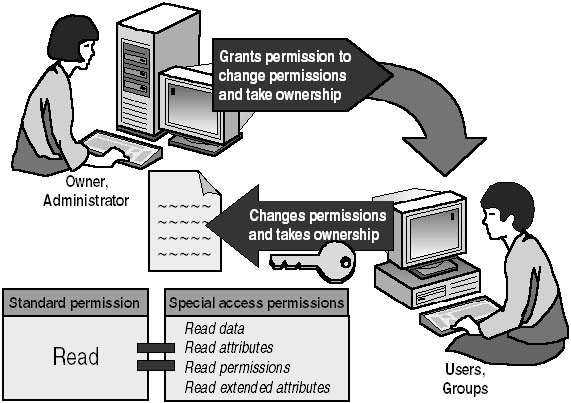 Grants permission to
change permissions
and take ownership
Owner,
Administrator
Changes permissions
and takes ownership
Users,
Groups
Standard permission
Read
Special access permissions
Read data
Read attributes
Read permissions
Read extended attributes